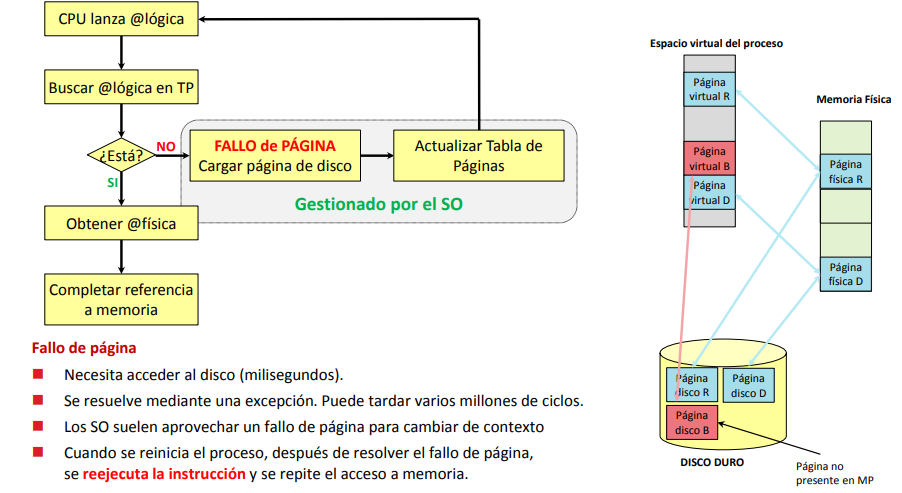 CPU lanza @lógica
Buscar @lógica en TP
¿Está?
NO
SI
FALLO de PÁGINA
Cargar página de disco
Actualizar Tabla de
Páginas
Gestionado por el SO
Obtener @física
Completar referencia
a memoria
Fallo de página
Necesita acceder al disco (milisegundos).
Se resuelve mediante una excepción. Puede tardar varios millones de ciclos.
Los SO suelen aprovechar un fallo de página para cambiar de contexto
Cuando se reinicia el proceso, después de resolver el fallo de página,
se reejecuta la instrucción y se repite el acceso a memoria.
Espacio virtual del proceso
Página
virtual R
Página
virtual B
Página
virtual D
Memoria Física
Página
física R
Página
física D
Página
disco R
Página
disco D
Página
disco B
DISCO DURO
Página no
presente en MP